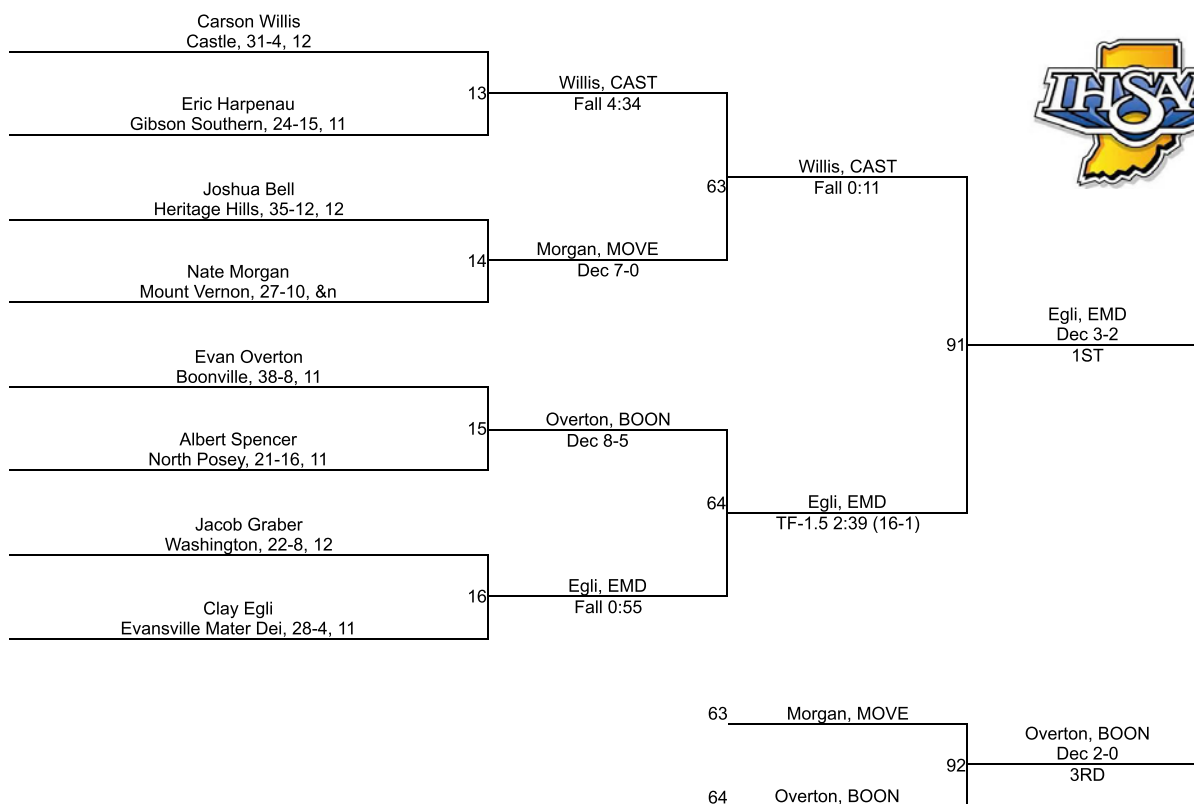 Carson Willis
Castle, 31-4, 12
13
Willis, CAST
Fall 4:34
Eric Harpenau
Gibson Southern, 24-15, 11
63
Willis, CAST
Fall 0:11
Joshua Bell
Heritage Hills, 35-12, 12
14
Morgan, MOVE
Dec 7-0
Nate Morgan
Mount Vernon, 27-10, &n
91
Egli, EMD
Dec 3-2
1ST
Evan Overton
Boonville, 38-8, 11
15
Overton, BOON
Dec 8-5
Albert Spencer
North Posey, 21-16, 11
64
Egli, EMD
TF-1.5 2:39 (16-1)
Jacob Graber
Washington, 22-8, 12
16
Egli, EMD
Fall 0:55
Clay Egli
Evansville Mater Dei, 28-4, 11
63
Morgan, MOVE
92
Overton, BOON
Dec 2-0
3RD
64
Overton, BOON
IHSAA